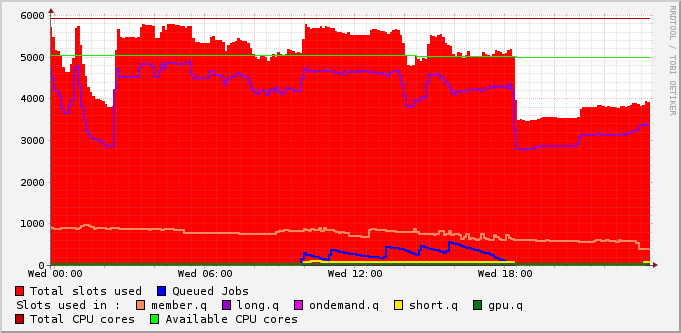 6000
5000
4000
3000
2000
1000
0
Wed 00:00 Wed 06:00 Wed 12:00 Wed 18:00
Total slots used Queued Jobs
Slots used in : member.q long.q ondemand.q short.q gpu.q
Total CPU cores Available CPU cores
RRDTOOL / TOBI OETIKER